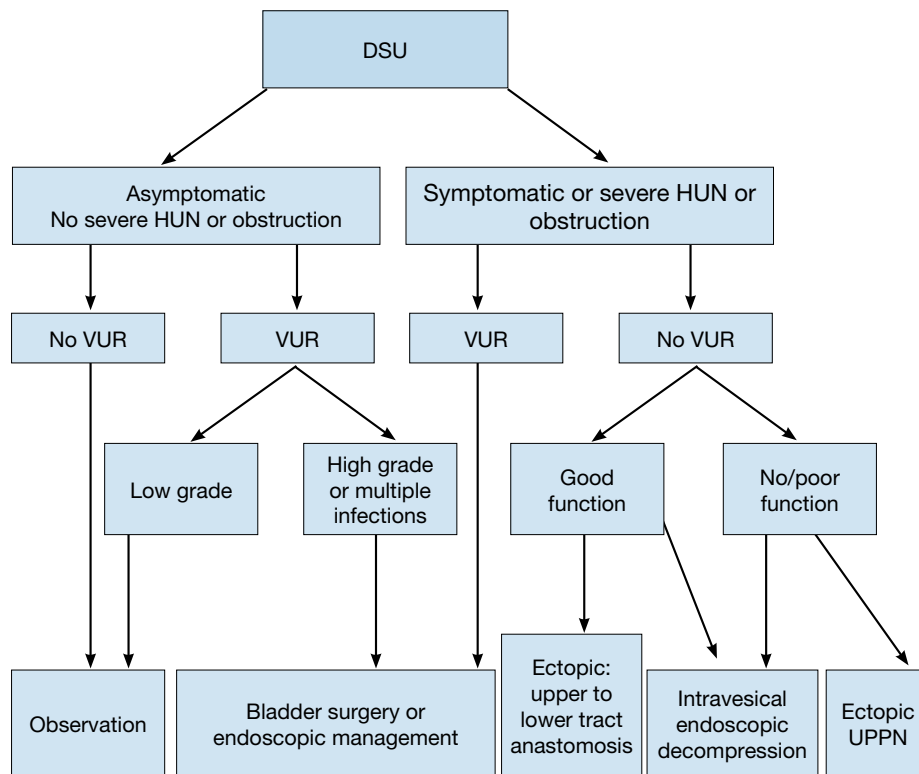 DSU
Asymptomatic
No severe HUN or obstruction
Symptomatic or severe HUN or
obstruction
No VUR
VUR
VUR
No VUR
Low grade
High grade
or multiple
infections
Good
function
No/poor
function
Observation
Bladder surgery or
endoscopic management
Ectopic:
upper to
lower tract
anastomosis
Intravesical
endoscopic
decompression
Ectopic
UPPN